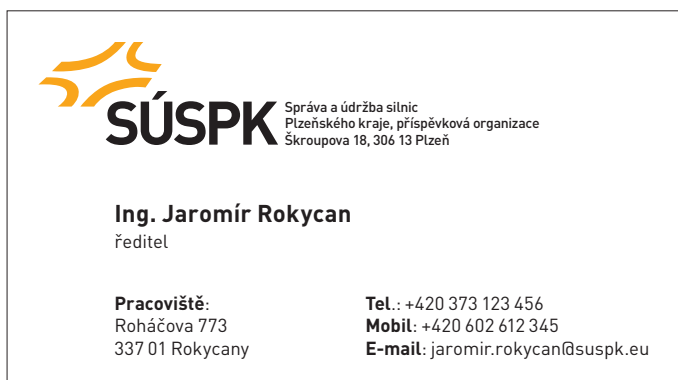 SÚSPK
Správa a údržba silnic
Plzeňského kraje, příspěvková organizace
Škroupova 18, 306 13 Plzeň
Ing. Jaromír Rokycan
ředitel
Pracoviště:
Roháčova 773
337 01 Rokycany
Tel.: +420 373 123 456
Mobil: +420 602 612 345
E-mail: jaromir.rokycan@suspk.eu